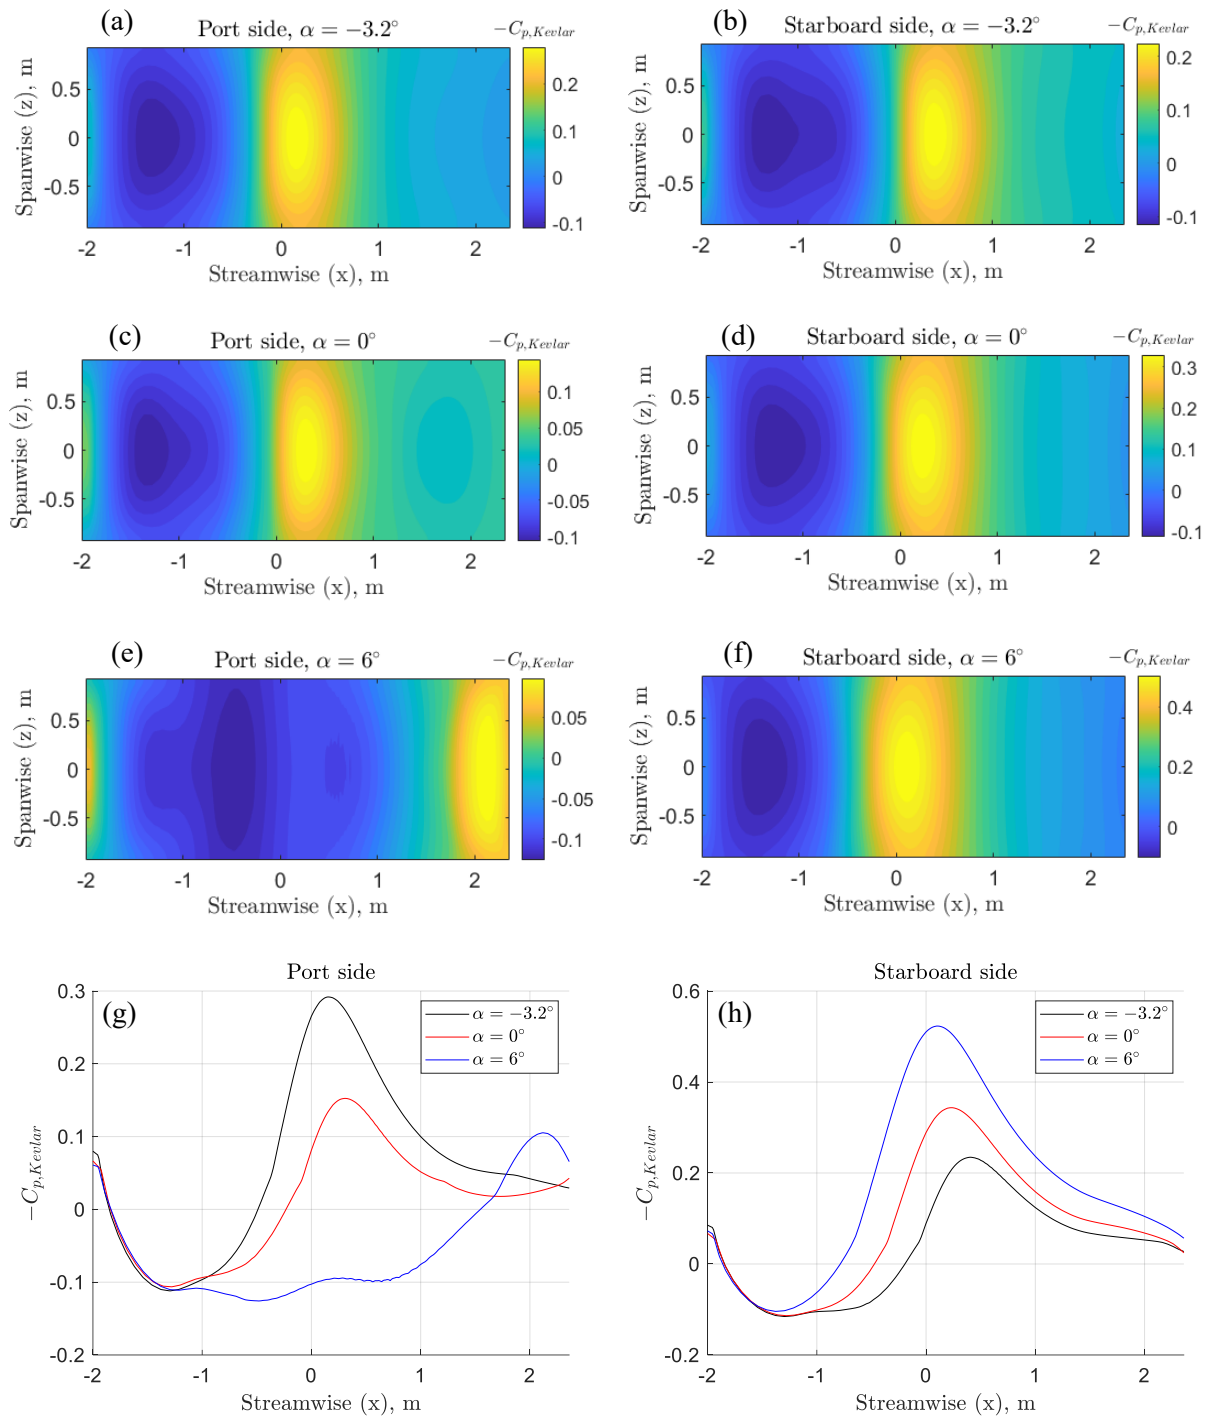 (a)
Port side, α = −3.2°
−C_{p,Kevlar}
Spanwise (z), m
0.5
0
-0.5
-2
-1
0
1
2
Streamwise (x), m
0.2
0.1
0
-0.1
(b)
Starboard side, α = −3.2°
−C_{p,Kevlar}
Spanwise (z), m
0.5
0
-0.5
-2
-1
0
1
2
Streamwise (x), m
0.2
0.1
0
-0.1
(c)
Port side, α = 0°
−C_{p,Kevlar}
Spanwise (z), m
0.5
0
-0.5
-2
-1
0
1
2
Streamwise (x), m
0.1
0.05
0
-0.05
-0.1
(d)
Starboard side, α = 0°
−C_{p,Kevlar}
Spanwise (z), m
0.5
0
-0.5
-2
-1
0
1
2
Streamwise (x), m
0.3
0.2
0.1
0
-0.1
(e)
Port side, α = 6°
−C_{p,Kevlar}
Spanwise (z), m
0.5
0
-0.5
-2
-1
0
1
2
Streamwise (x), m
0.05
0
-0.05
-0.1
(f)
Starboard side, α = 6°
−C_{p,Kevlar}
Spanwise (z), m
0.5
0
-0.5
-2
-1
0
1
2
Streamwise (x), m
0.4
0.2
0
Port side
(g)
α = −3.2°
α = 0°
α = 6°
−C_{p,Kevlar}
0.3
0.2
0.1
0
-0.1
-0.2
-2
-1
0
1
2
Streamwise (x), m
Starboard side
(h)
α = −3.2°
α = 0°
α = 6°
−C_{p,Kevlar}
0.6
0.4
0.2
0
-0.2
-2
-1
0
1
2
Streamwise (x), m